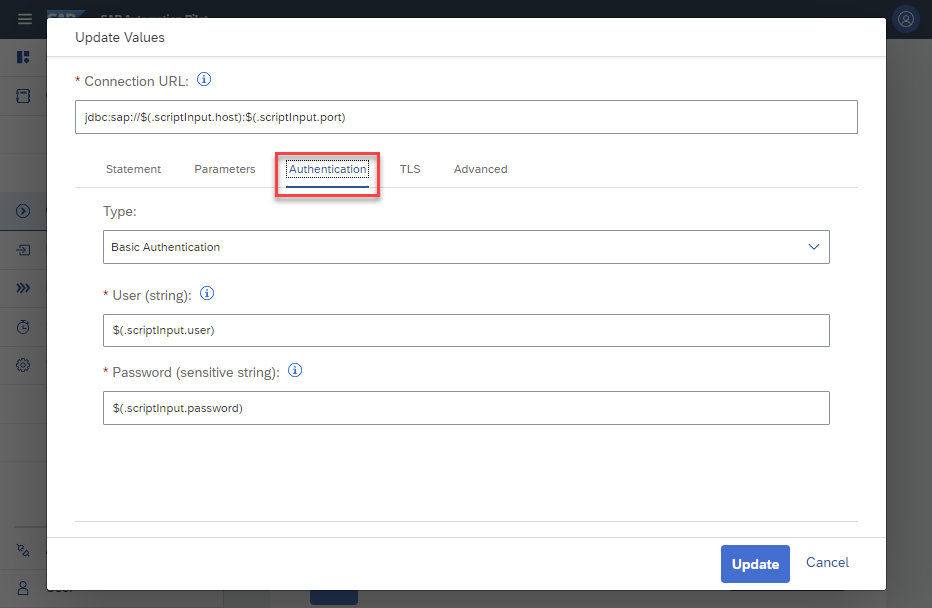 Update Values
* Connection URL:
jdbc:sap://$(.scriptInput.host):$(.scriptInput.port)
Statement Parameters Authentication TLS Advanced
Type:
Basic Authentication
* User (string):
$(.scriptInput.user)
* Password (sensitive string):
$(.scriptInput.password)
Update Cancel